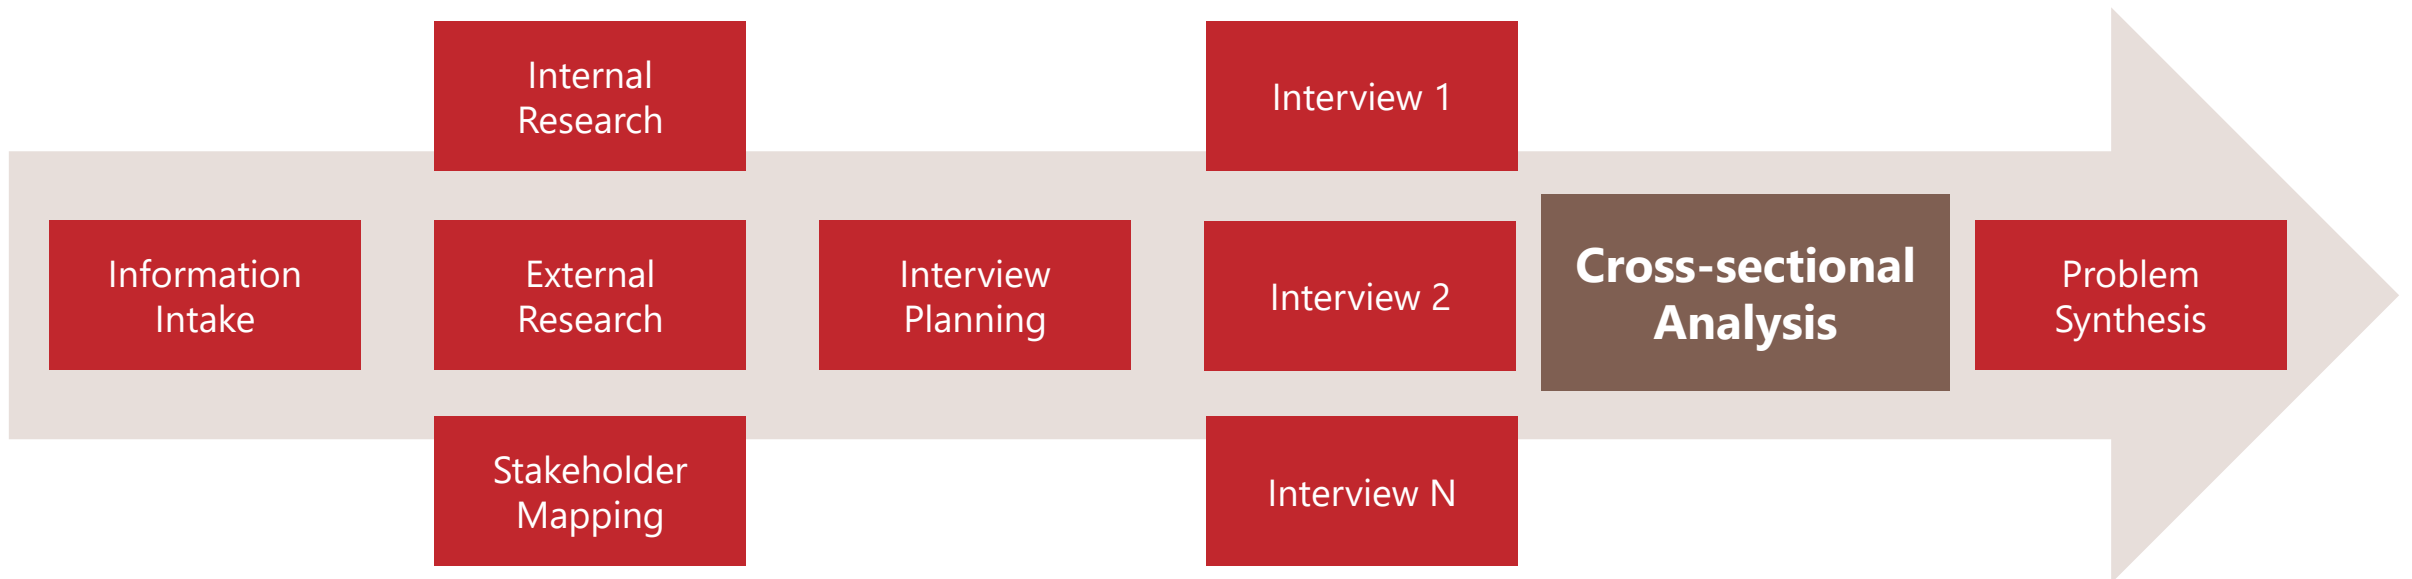 Information
Intake
Internal
Research
External
Research
Stakeholder
Mapping
Interview
Planning
Interview 1
Interview 2
Interview N
Cross-sectional
Analysis
Problem
Synthesis